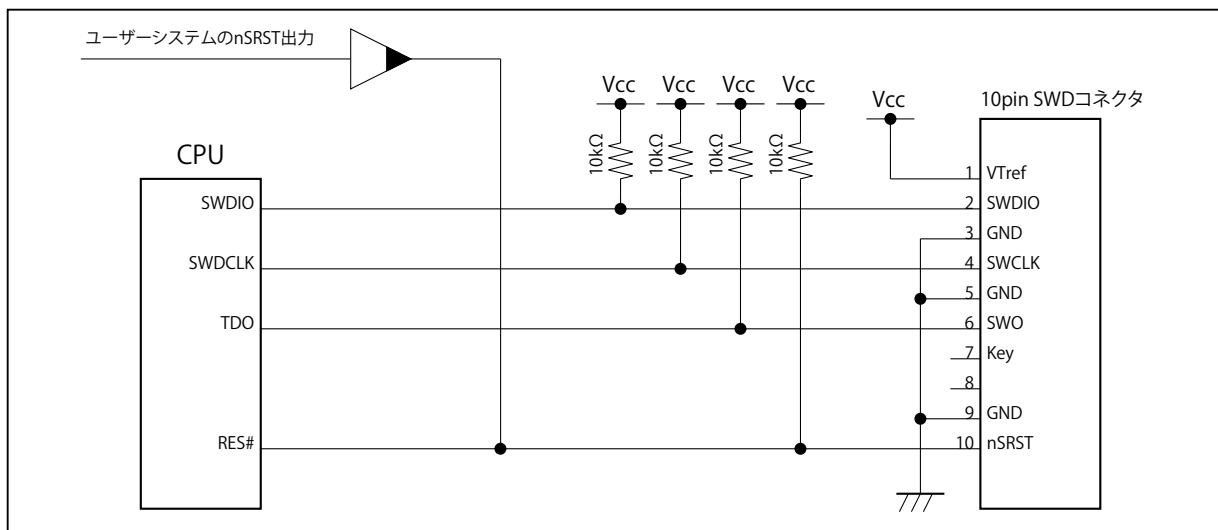 ユーザーシステムのnSRST出力
Vcc
Vcc
Vcc
Vcc
Vcc
10pin SWDコネクタ
10kΩ
10kΩ
10kΩ
10kΩ
CPU
1 VTref
SWDIO
2 SWDIO
3 GND
SWDCLK
4 SWCLK
5 GND
TDO
6 SWO
7 Key
8
9 GND
RES#
10 nSRST